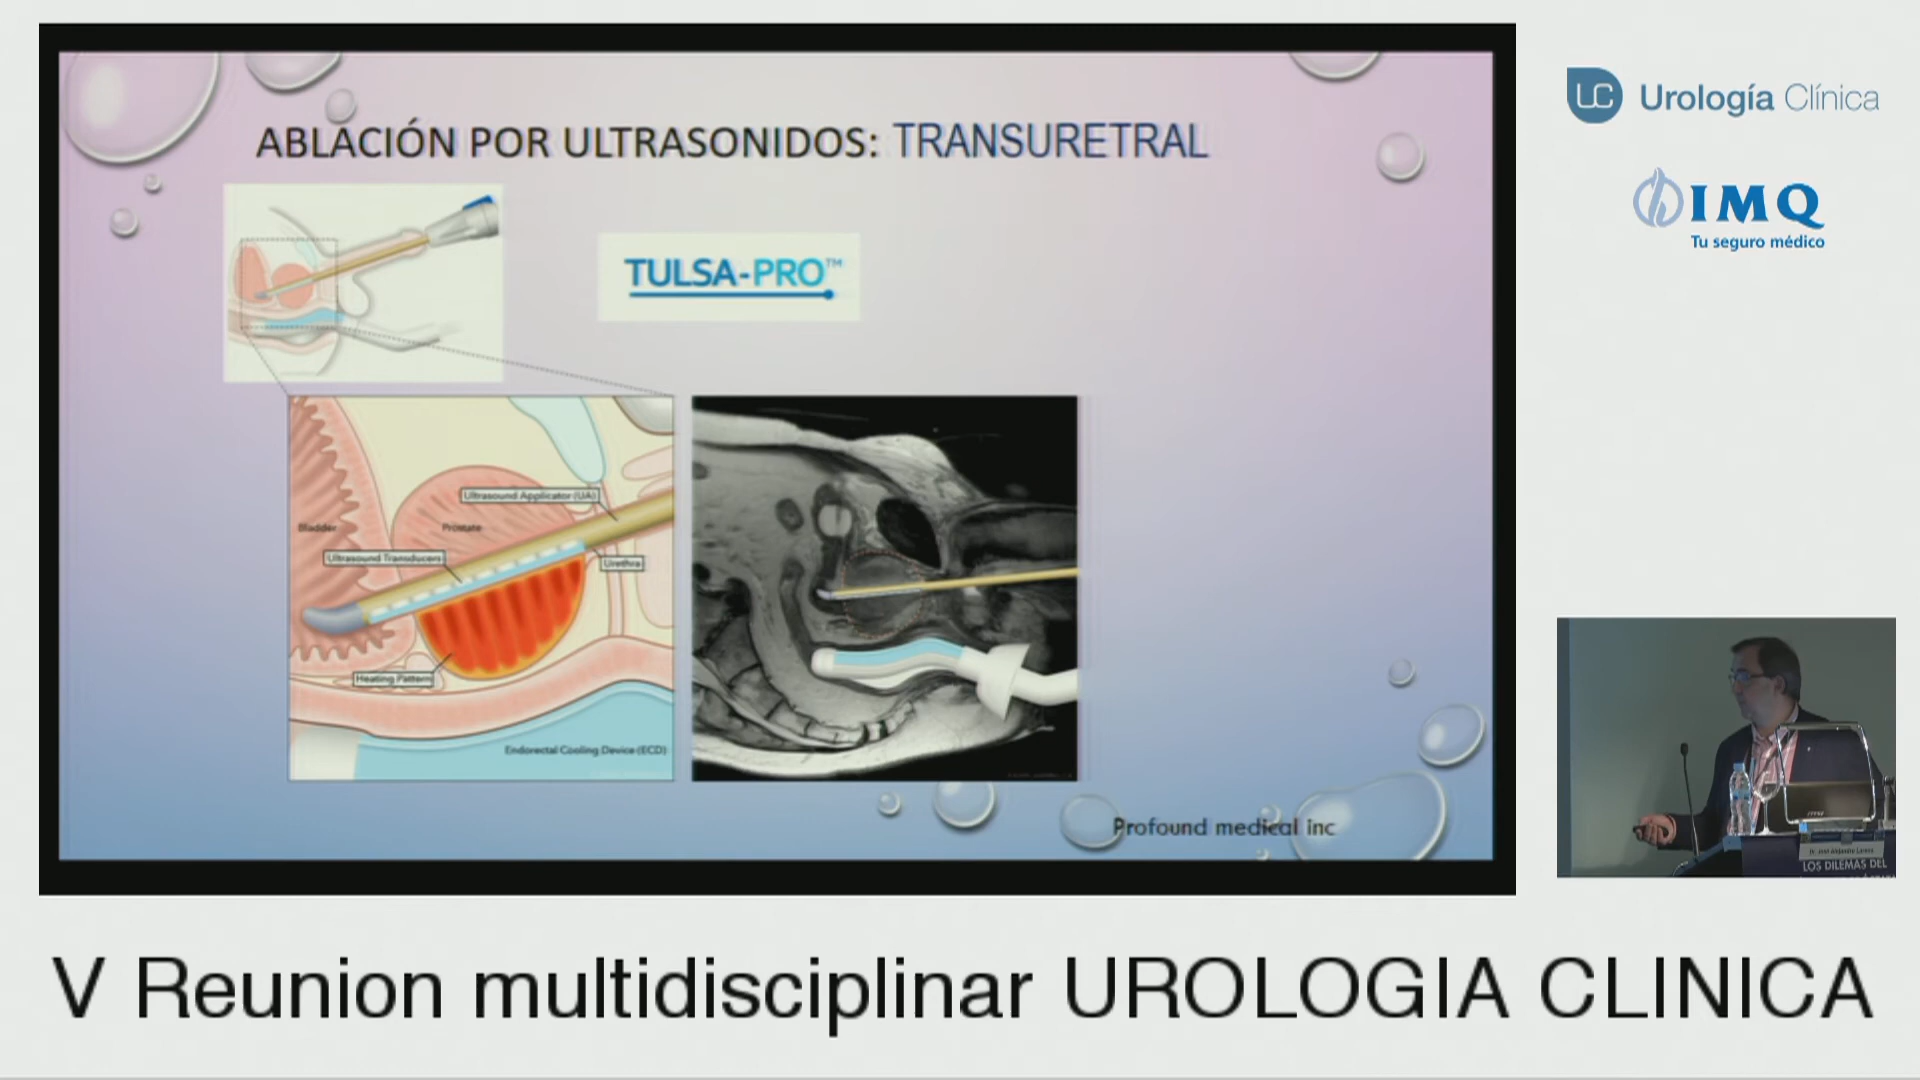 ABLACIÓN POR ULTRASONIDOS: TRANSURETRAL
TULSA-PRO™
Ultrasound Applicator (UA)
Bladder
Prostate
Ultrasound Transducers
Urethra
Heating Pattern
Endorectal Cooling Device (ECD)
Profound medical inc
UC Urología Clínica
IMQ
Tu seguro médico
LOS DILEMAS DEL
V Reunion multidisciplinar UROLOGIA CLINICA